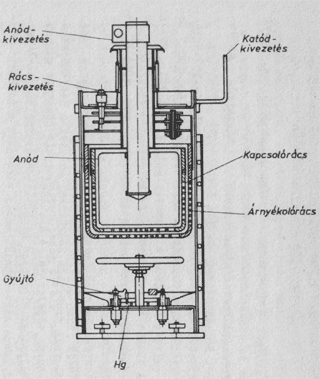 Anód-
kivezetés
Katód-
kivezetés
Rács-
kivezetés
Anód
Kapcsolórács
Árnyékolórács
Gyújtó
Hg